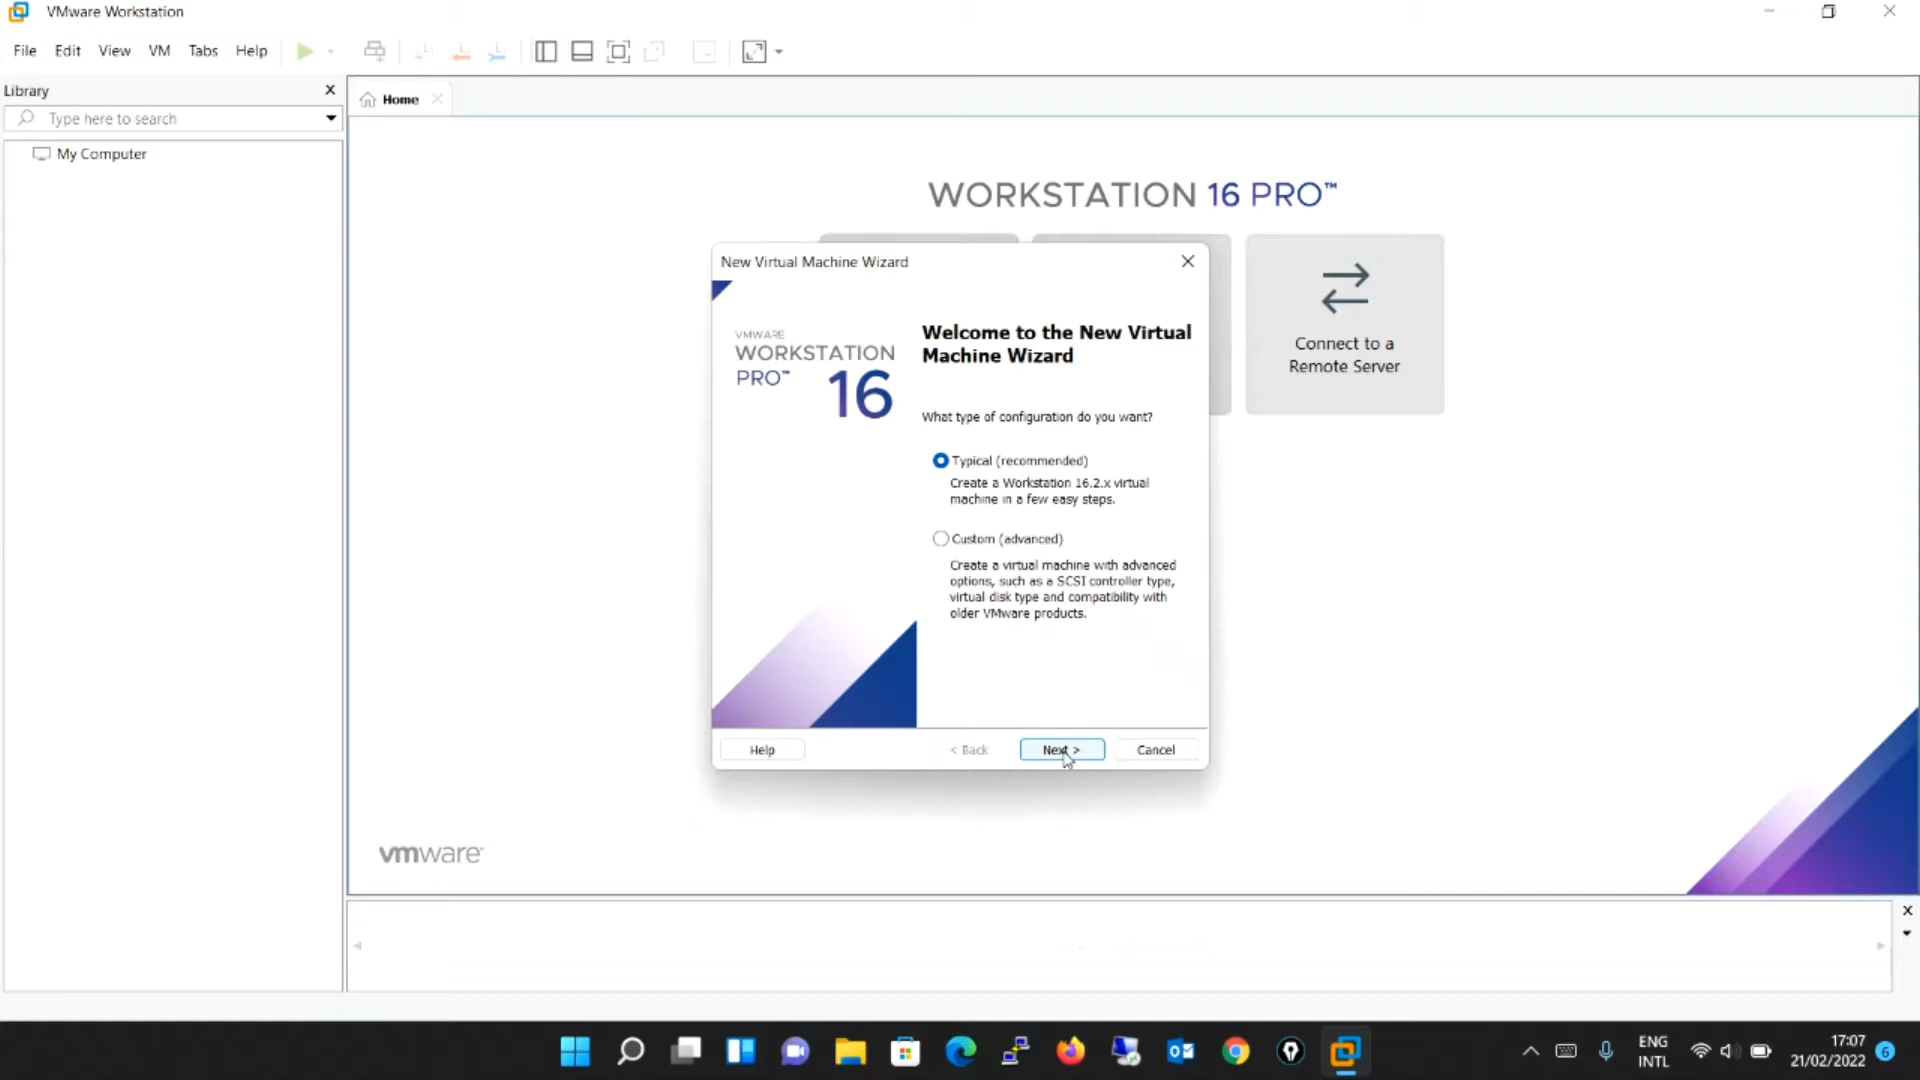 VMware Workstation
File Edit View VM Tabs Help
Library
Type here to search
My Computer
Home
WORKSTATION 16 PRO™
Connect to a
Remote Server
New Virtual Machine Wizard
VMWARE
WORKSTATION
PRO™ 16
Welcome to the New Virtual
Machine Wizard
What type of configuration do you want?
Typical (recommended)
Create a Workstation 16.2.x virtual
machine in a few easy steps.
Custom (advanced)
Create a virtual machine with advanced
options, such as a SCSI controller type,
virtual disk type and compatibility with
older VMware products.
Help < Back Next > Cancel
vmware
ENG
INTL
17:07
21/02/2022
6